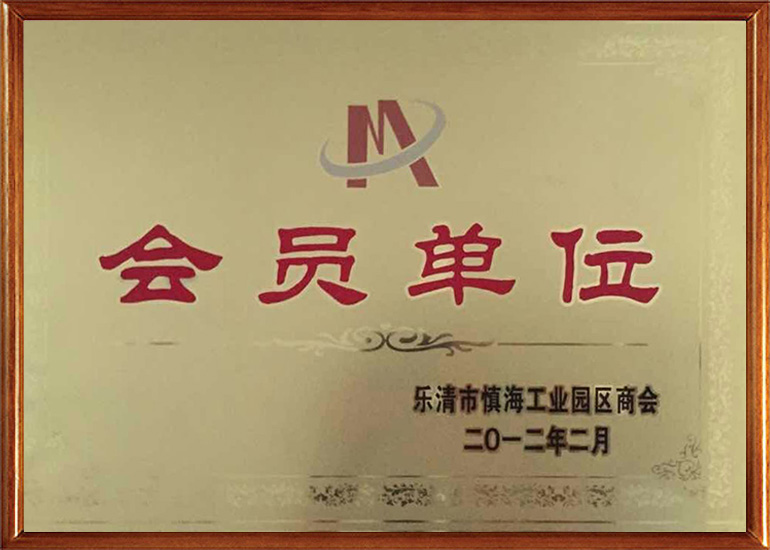 会员单位
乐清市慎海工业园区商会
二〇一二年二月